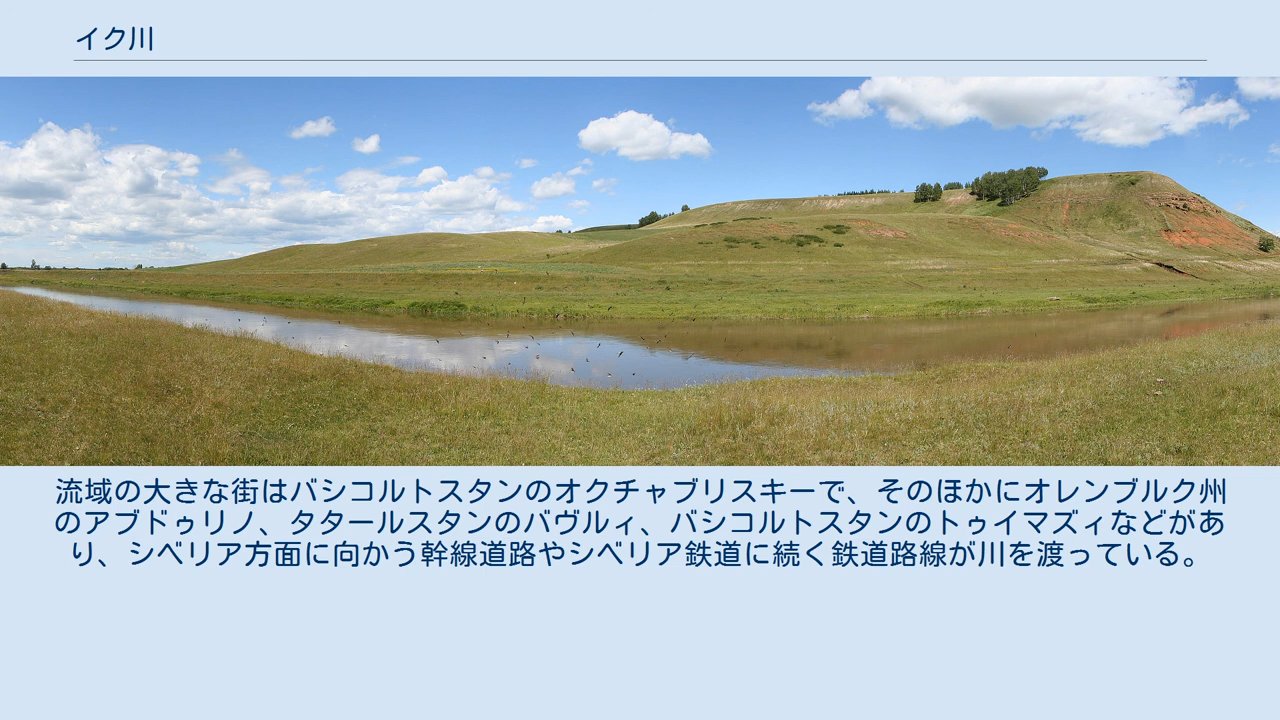 イク川
流域の大きな街はバシコルトスタンのオクチャブリスキーで、そのほかにオレンブルク州
のアブドゥリノ、タタールスタンのバヴルィ、バシコルトスタンのトゥイマズィなどがあ
り、シベリア方面に向かう幹線道路やシベリア鉄道に続く鉄道路線が川を渡っている。